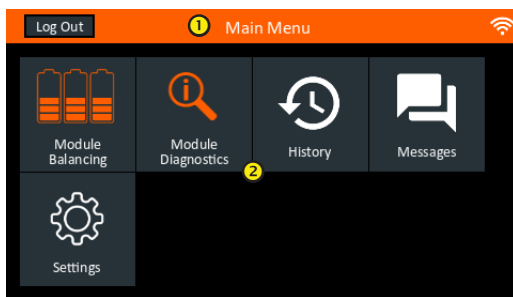 Log Out
1
Main Menu
Module
Balancing
Module
Diagnostics
History
Messages
2
Settings